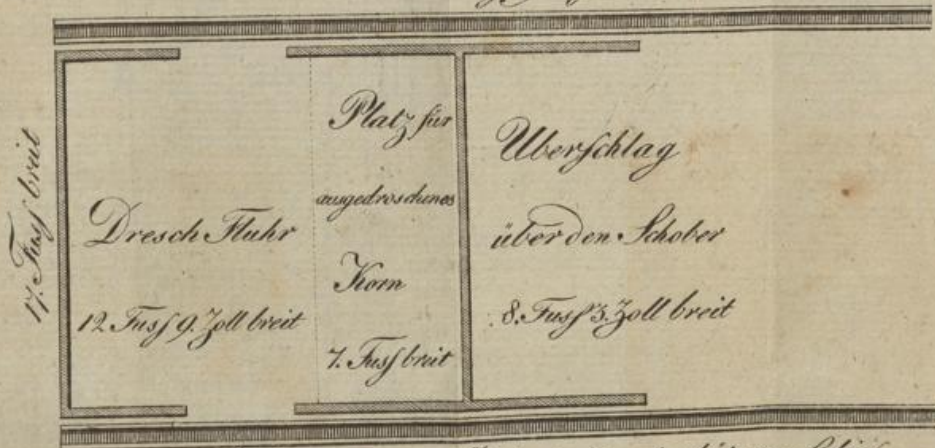 17. Fuss breit
Dresch Fluhr
12 Fuss 9. Zoll breit
Platz für
ausgedroschenes
Korn
7. Fuss breit
Uberschlag
über den Schober
8. Fuss 3. Zoll breit